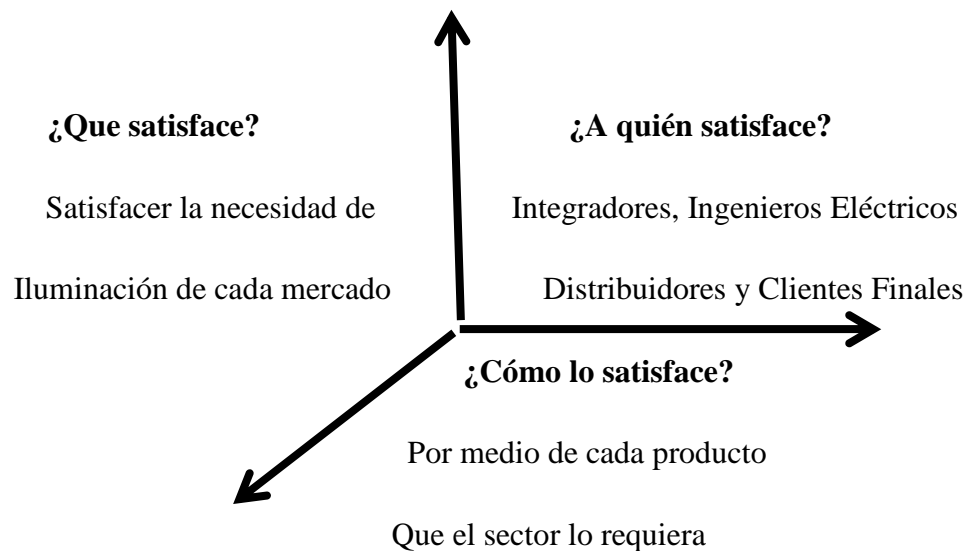 ¿Que satisface?
Satisfacer la necesidad de
Iluminación de cada mercado
¿A quién satisface?
Integradores, Ingenieros Eléctricos
Distribuidores y Clientes Finales
¿Cómo lo satisface?
Por medio de cada producto
Que el sector lo requiera